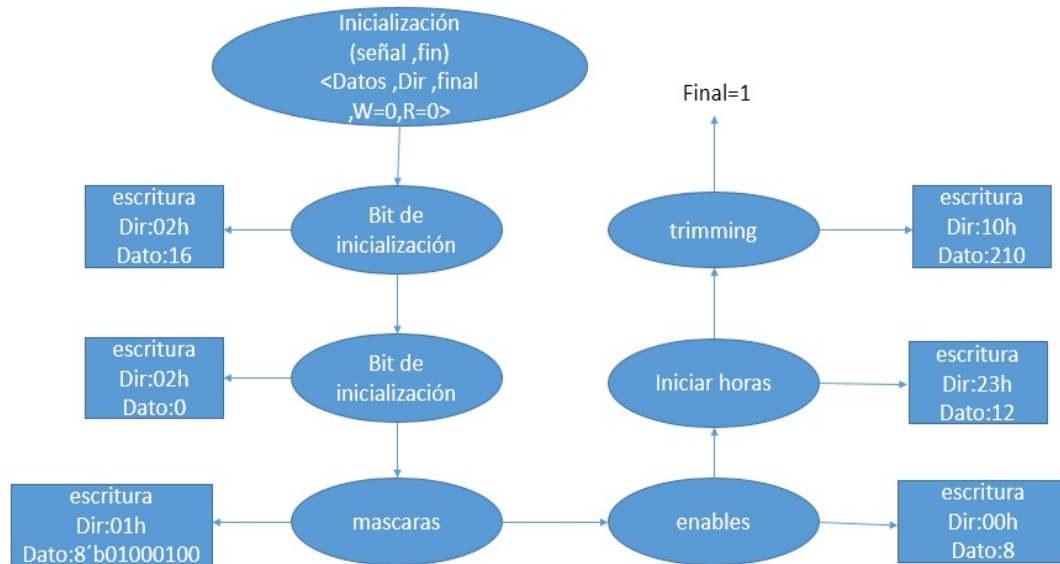 Inicialización
(señal ,fin)
<Datos ,Dir ,final
,W=0,R=0>
Bit de
inicialización
escritura
Dir:02h
Dato:16
Bit de
inicialización
escritura
Dir:02h
Dato:0
mascaras
escritura
Dir:01h
Dato:8´b01000100
enables
escritura
Dir:00h
Dato:8
Iniciar horas
escritura
Dir:23h
Dato:12
trimming
escritura
Dir:10h
Dato:210
Final=1